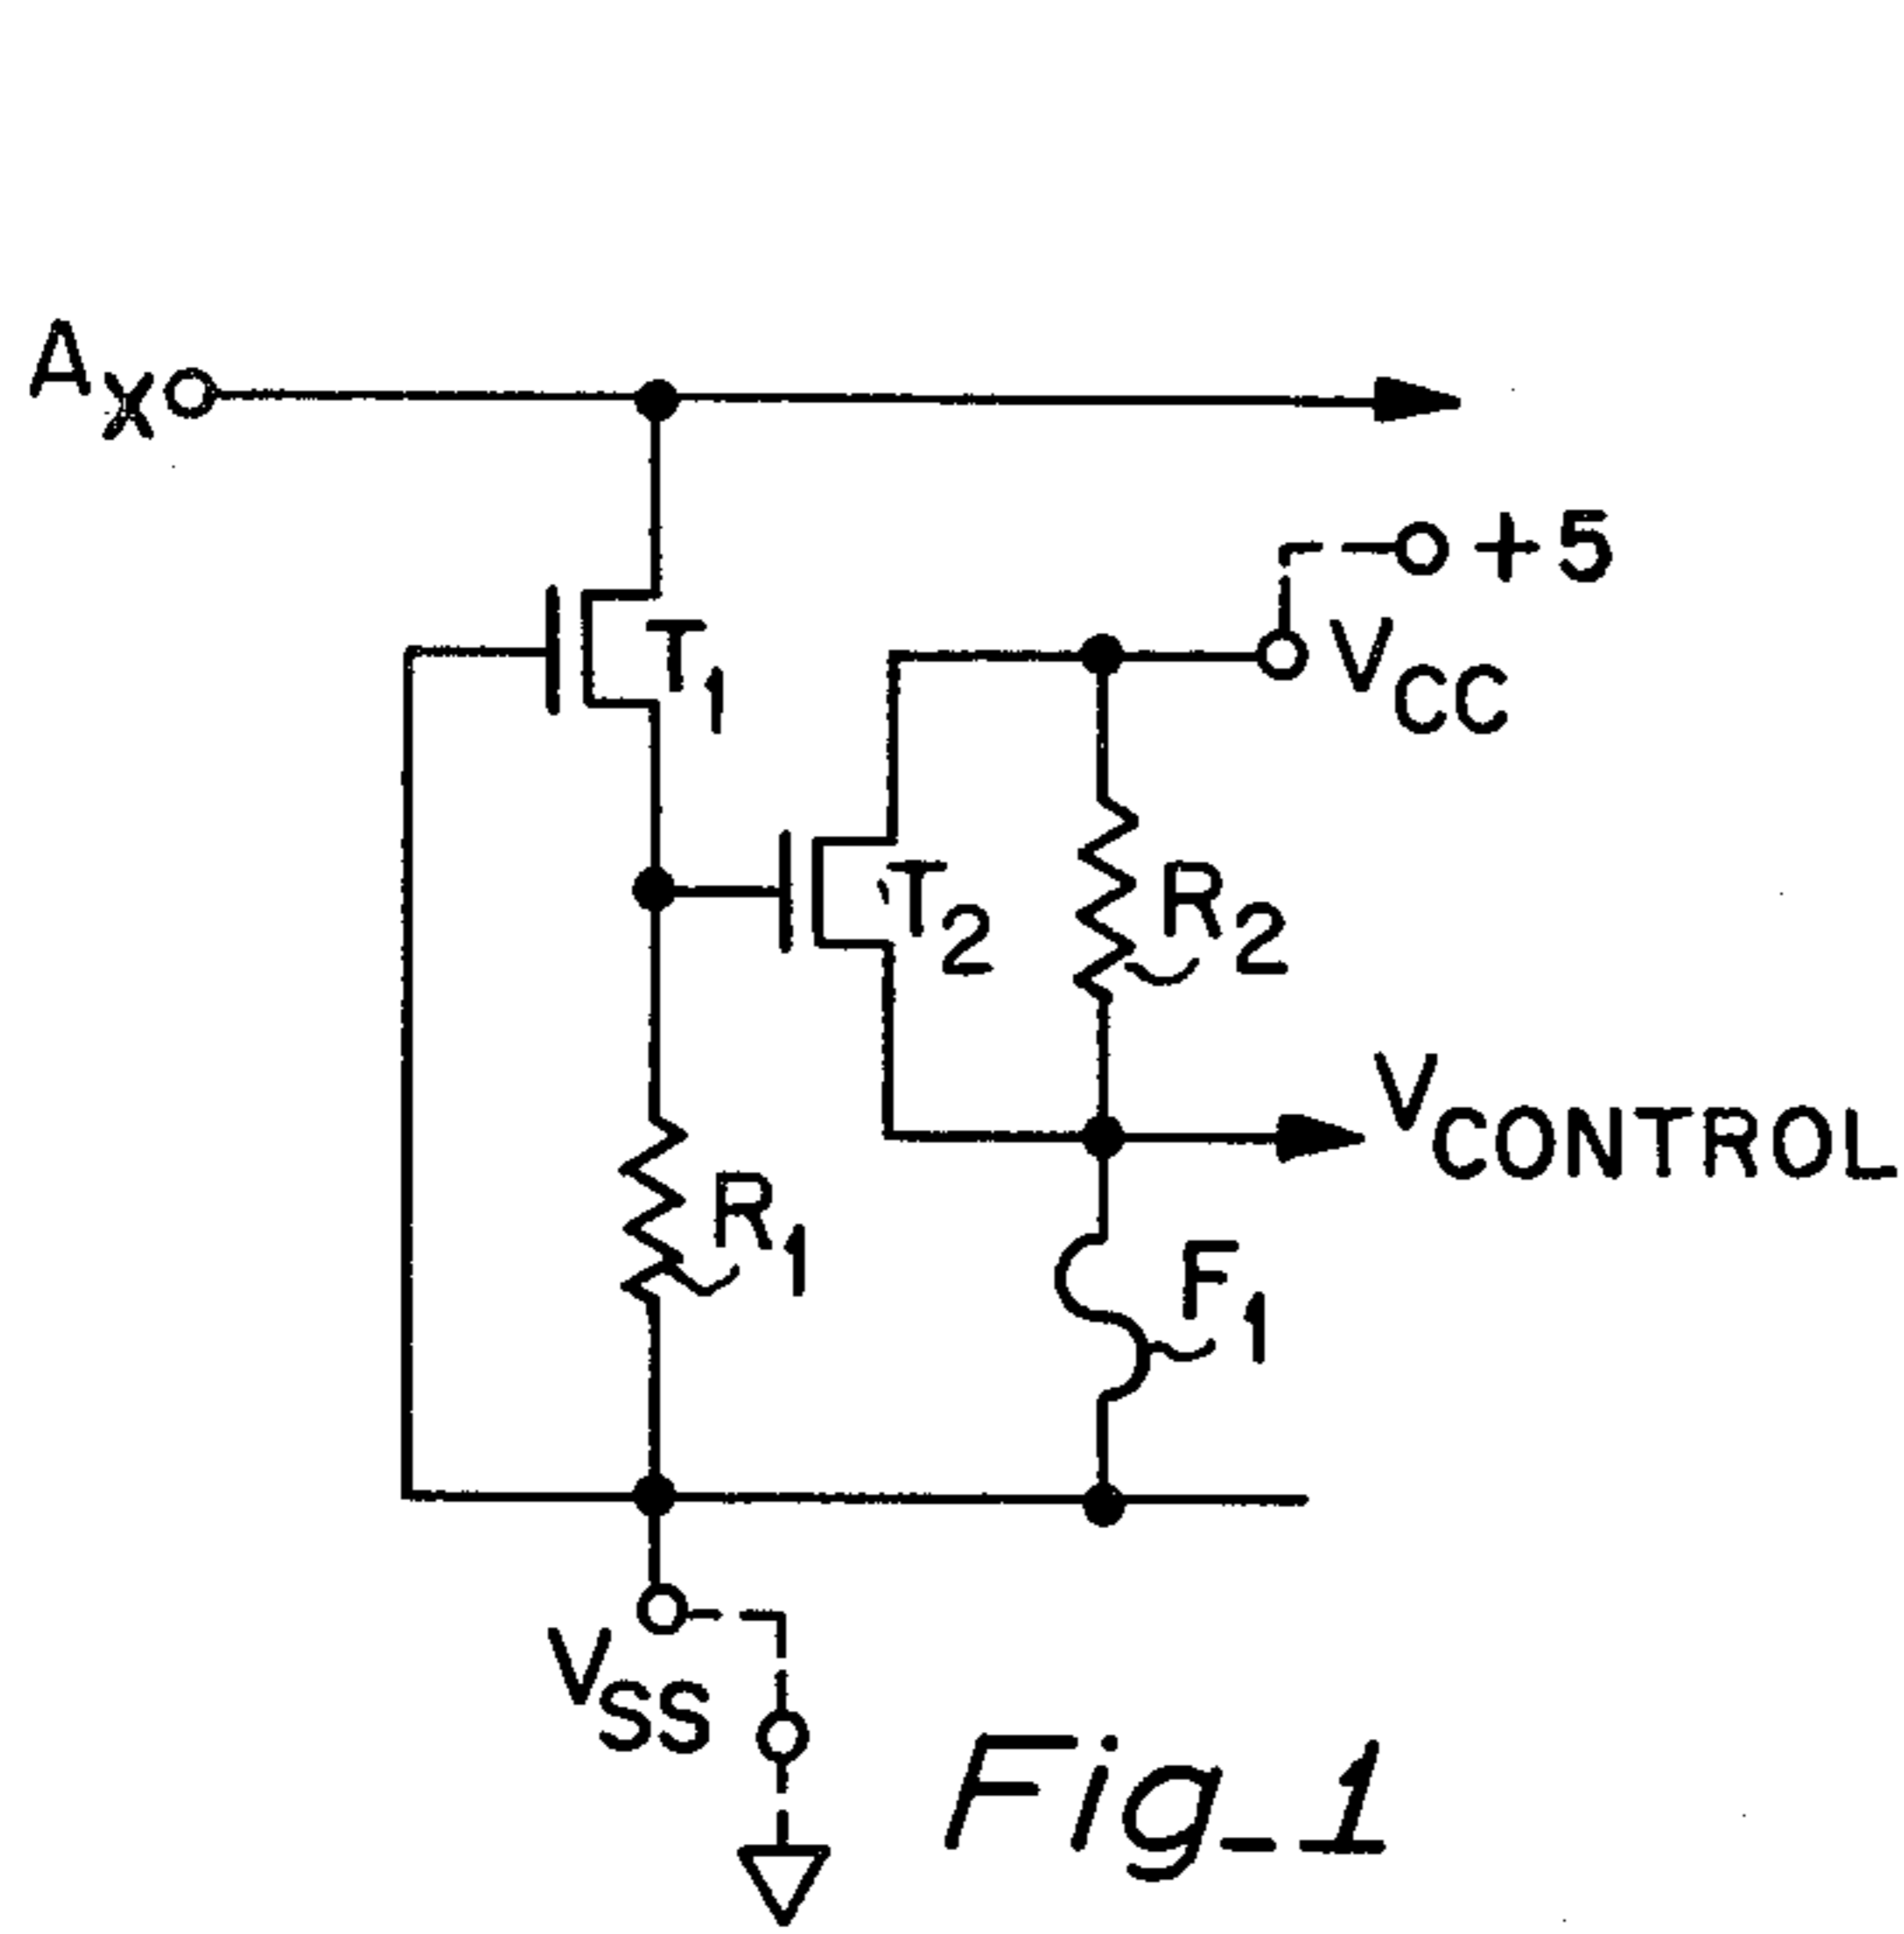 AX
+5
VCC
T1
T2
R2
VCONTROL
R1
F1
VSS
Fig_1